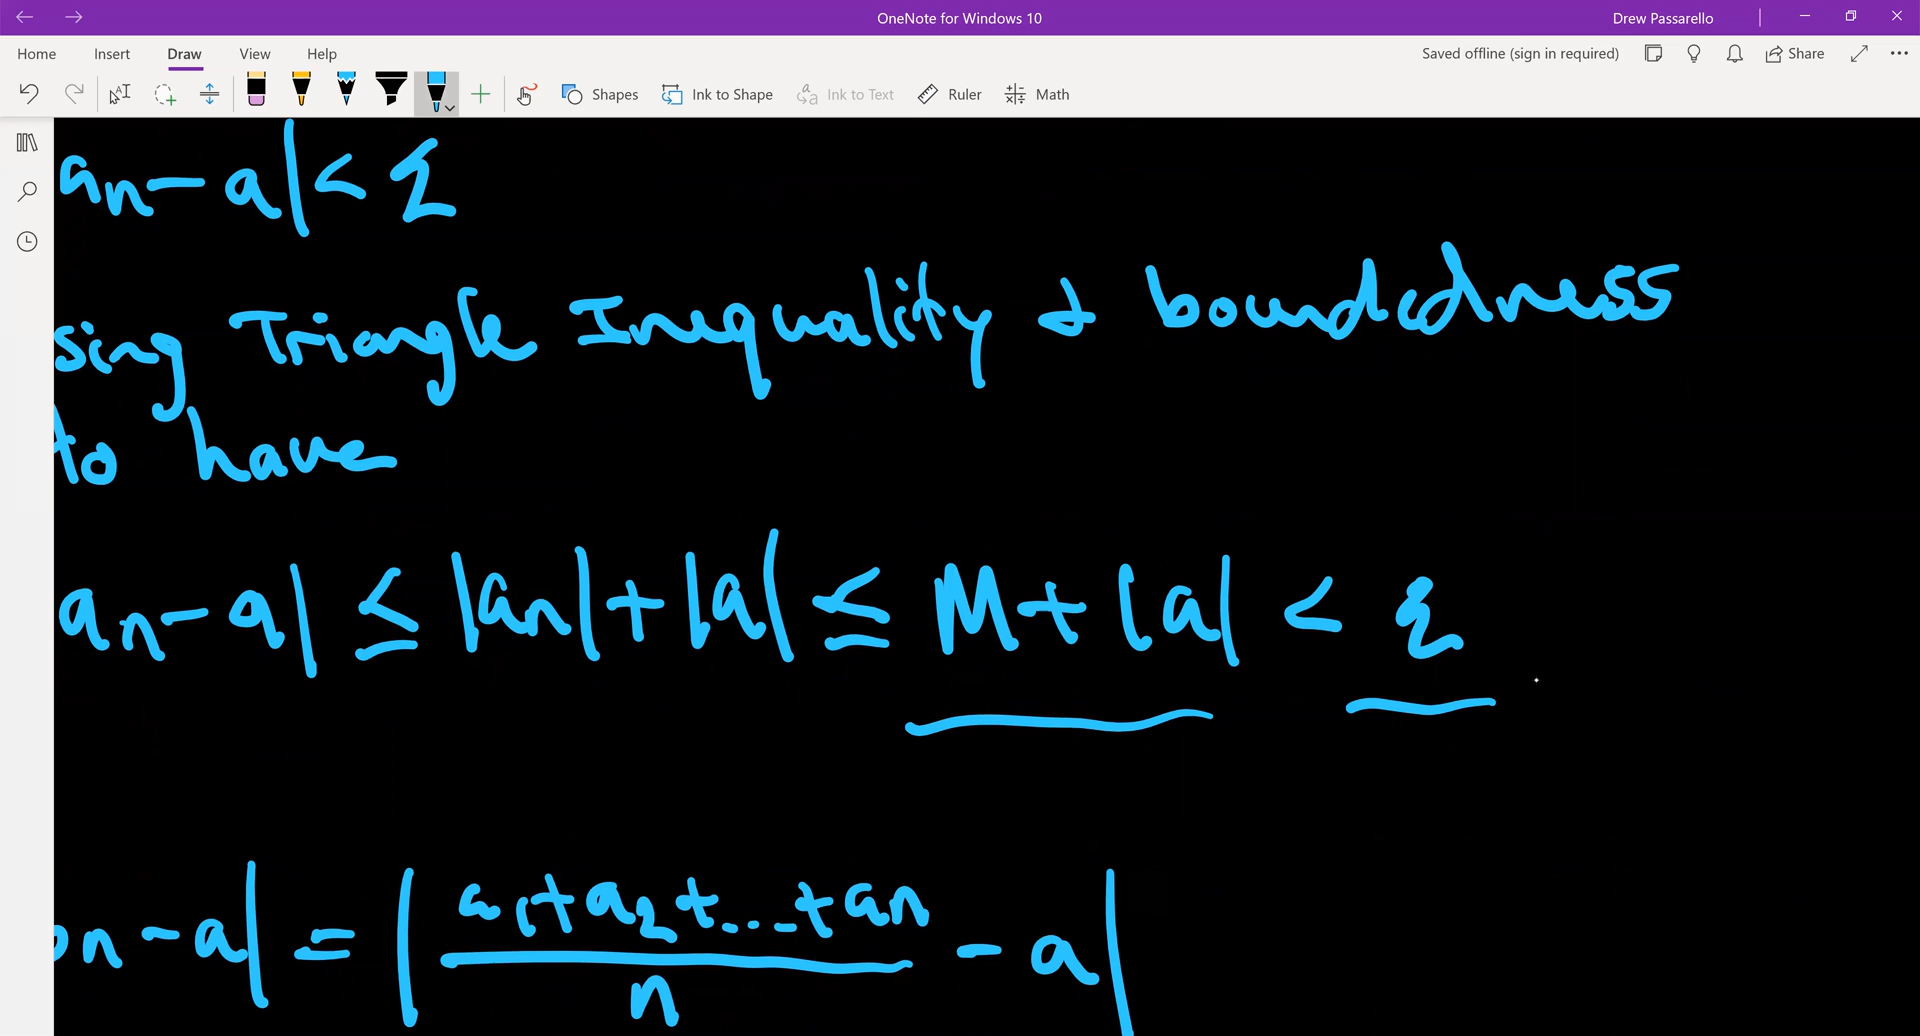 OneNote for Windows 10
Drew Passarello
Home Insert Draw View Help
Saved offline (sign in required) Share
Shapes Ink to Shape Ink to Text Ruler Math
an - a| < ε
sing Triangle Inequality & boundedness
to have
an - a| ≤ |an| + |a| ≤ M + |a| < ε
n - a| = | a1 + a2 + ... + an / n - a|